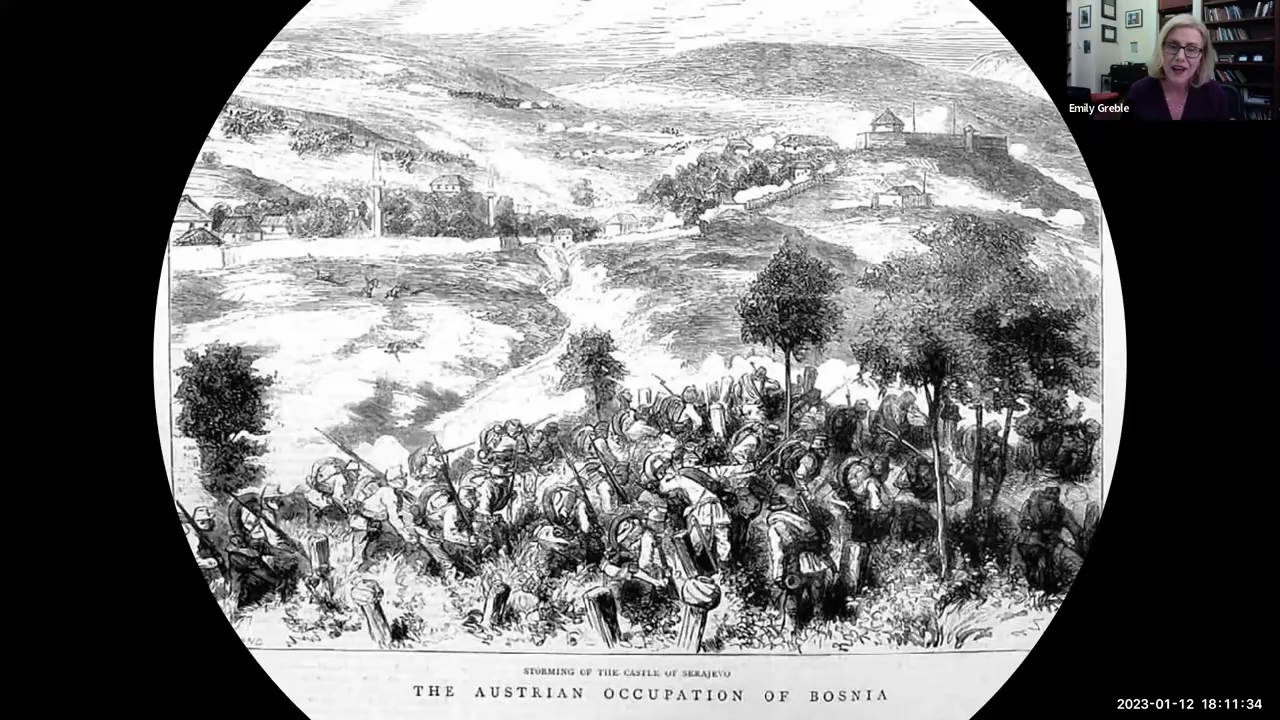 Emily Greble
STORMING OF THE CASTLE OF SERAJEVO
THE AUSTRIAN OCCUPATION OF BOSNIA
2023-01-12 18:11:34